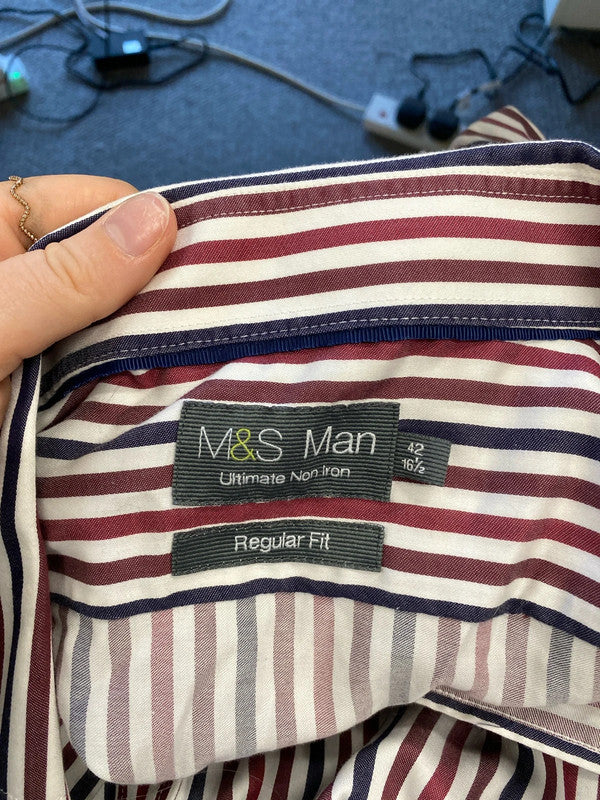 M&S Man
Ultimate Non Iron
42
16½
Regular Fit